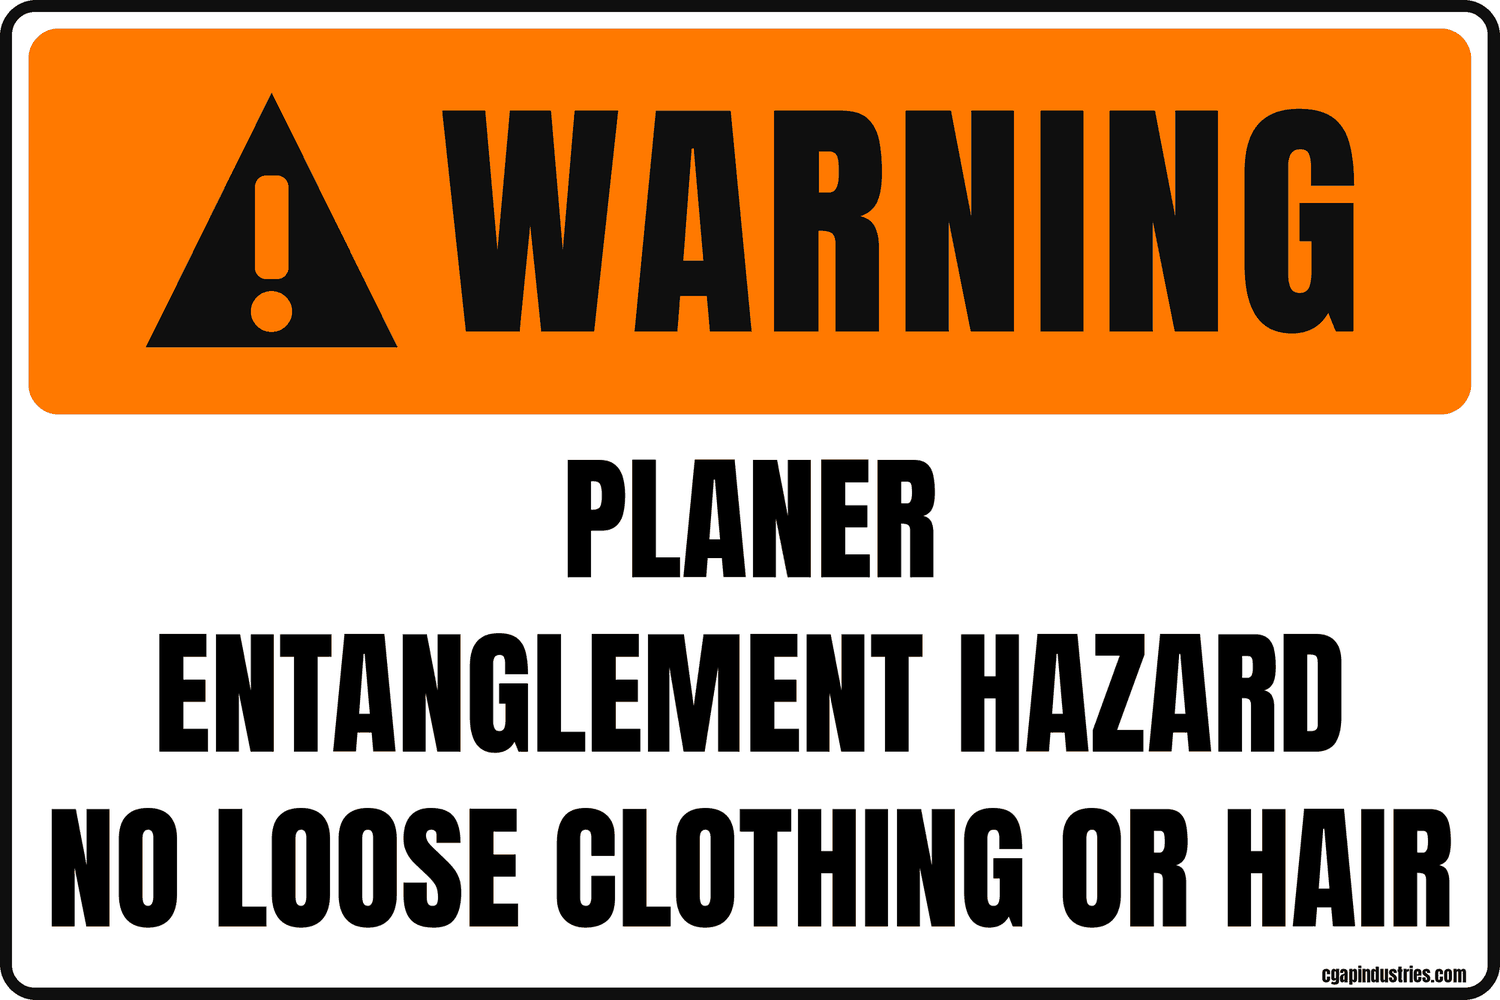 WARNING
PLANER
ENTANGLEMENT HAZARD
NO LOOSE CLOTHING OR HAIR
cgapindustries.com